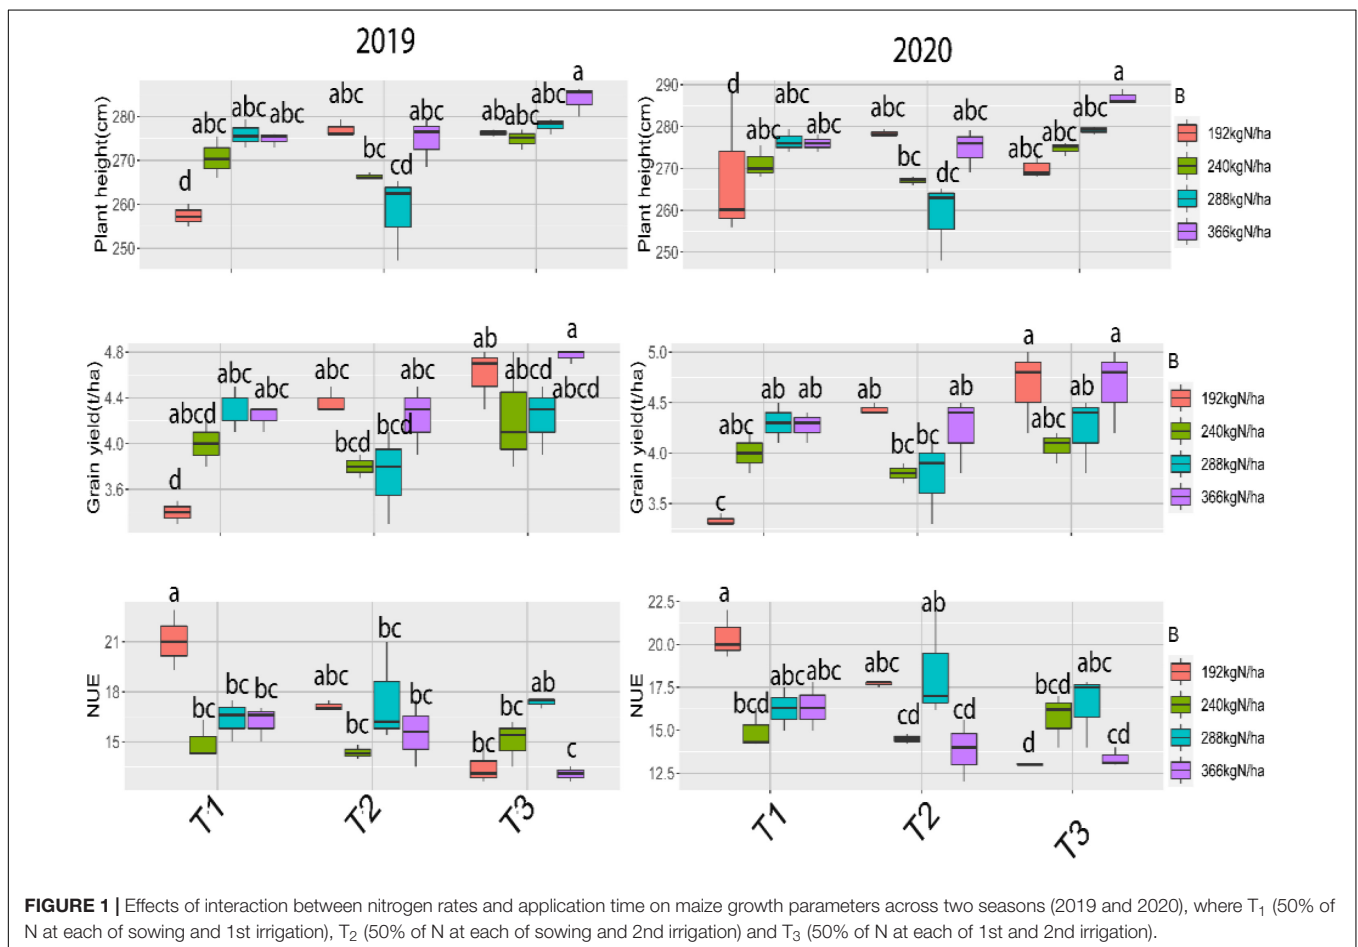 2019
2020
Plant height(cm)
280
270
260
250
d
abc
abc
abc
abc
bc
cd
abc
ab
abc
abc
a
Plant height(cm)
290
280
270
260
250
d
abc
abc
abc
abc
bc
dc
abc
abc
abc
abc
a
B
192kgN/ha
240kgN/ha
288kgN/ha
366kgN/ha
Grain yield(t/ha)
4.8
4.4
4.0
3.6
d
abcd
abc
abc
abc
bcd
bcd
abc
ab
abcd
abcd
a
Grain yield(t/ha)
5.0
4.5
4.0
3.5
c
abc
ab
ab
ab
bc
bc
ab
a
abc
ab
a
B
192kgN/ha
240kgN/ha
288kgN/ha
366kgN/ha
NUE
21
18
15
a
bc
bc
bc
abc
bc
bc
bc
bc
bc
ab
c
T1
T2
T3
NUE
22.5
20.0
17.5
15.0
12.5
a
bcd
abc
abc
abc
cd
ab
cd
d
bcd
abc
cd
T1
T2
T3
B
192kgN/ha
240kgN/ha
288kgN/ha
366kgN/ha
FIGURE 1 | Effects of interaction between nitrogen rates and application time on maize growth parameters across two seasons (2019 and 2020), where T₁ (50% of
N at each of sowing and 1st irrigation), T₂ (50% of N at each of sowing and 2nd irrigation) and T₃ (50% of N at each of 1st and 2nd irrigation).